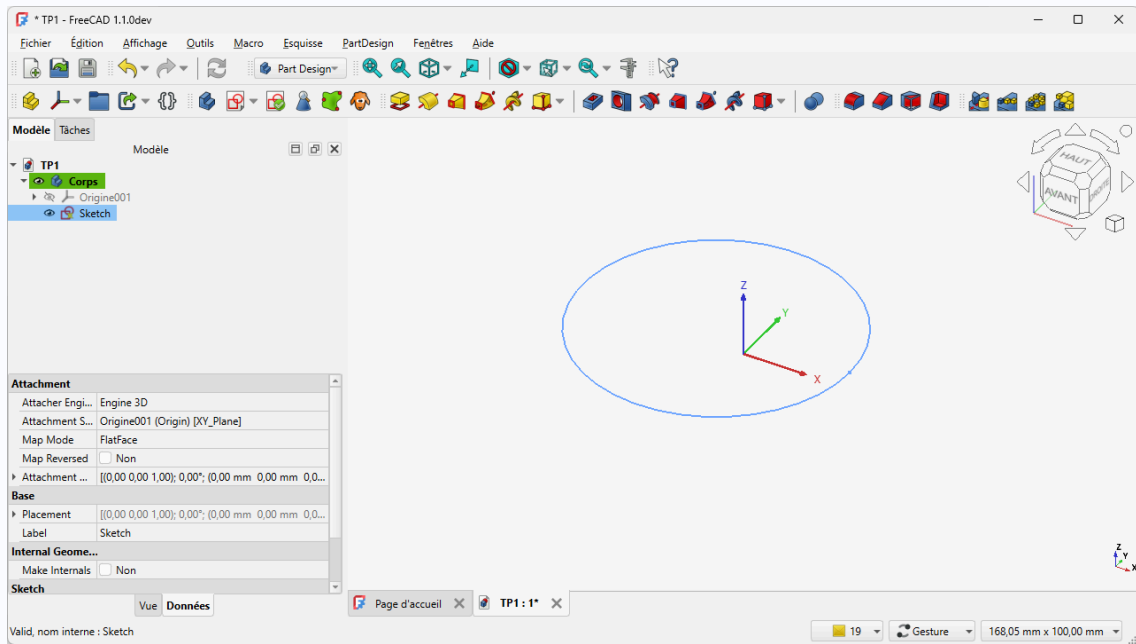 * TP1 - FreeCAD 1.1.0dev
Fichier Édition Affichage Outils Macro Esquisse PartDesign Fenêtres Aide
Part Design
Modèle Tâches
Modèle
TP1
Corps
Origine001
Sketch
HAUT
AVANT
DROITE
Z
Y
X
Attachment
Attacher Engi... Engine 3D
Attachment S... Origine001 (Origin) [XY_Plane]
Map Mode FlatFace
Map Reversed Non
Attachment ... [(0,00 0,00 1,00); 0,00°; (0,00 mm 0,00 mm 0,0...
Base
Placement [(0,00 0,00 1,00); 0,00°; (0,00 mm 0,00 mm 0,0...
Label Sketch
Internal Geome...
Make Internals Non
Sketch
Vue Données
Z
Y
X
Page d'accueil TP1 : 1*
Valid, nom interne : Sketch
19 Gesture 168,05 mm x 100,00 mm